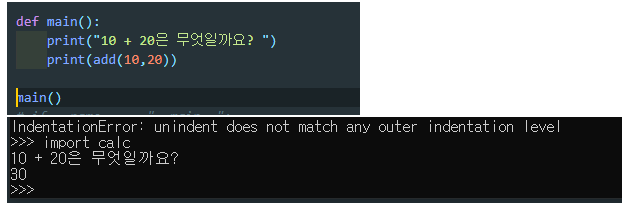 def main():
print("10 + 20은 무엇일까요? ")
print(add(10,20))
main()
IndentationError: unindent does not match any outer indentation level
>>> import calc
10 + 20은 무엇일까요?
30
>>>